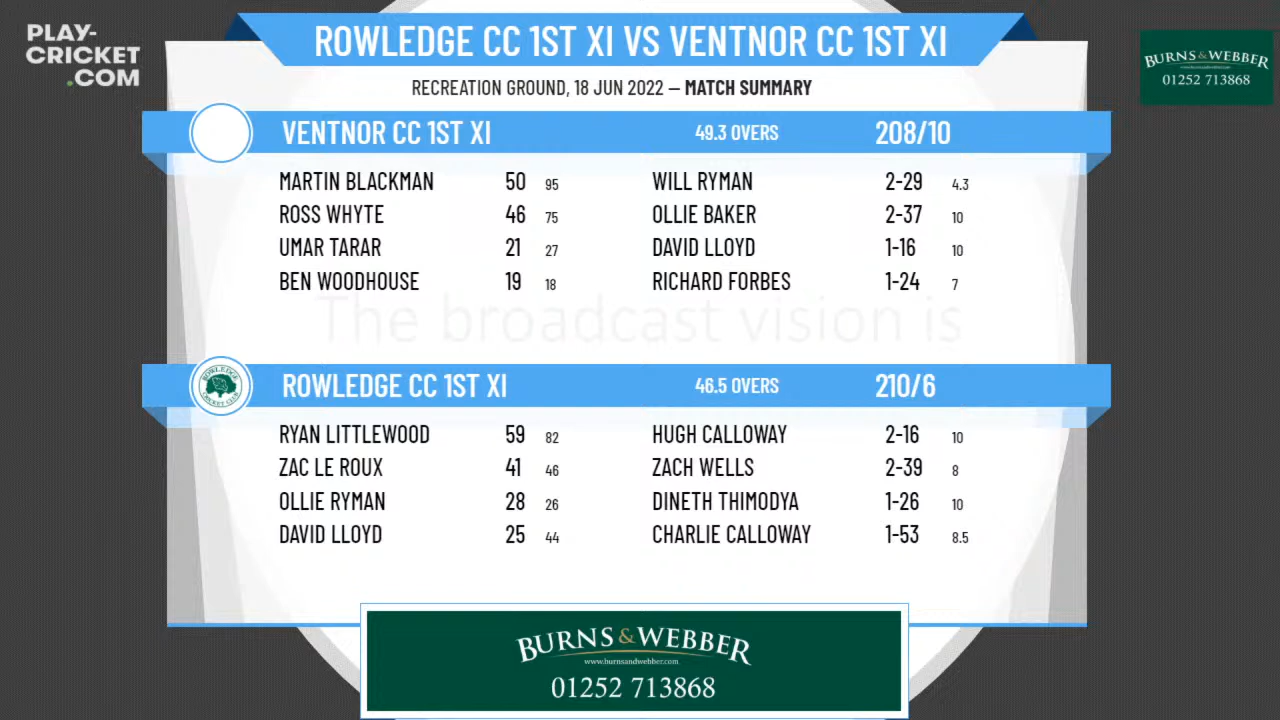 PLAY-
CRICKET
.COM
ROWLEDGE CC 1ST XI VS VENTNOR CC 1ST XI
BURNS & WEBBER
01252 713868
RECREATION GROUND, 18 JUN 2022 – MATCH SUMMARY
VENTNOR CC 1ST XI 49.3 OVERS 208/10
MARTIN BLACKMAN 50 95 WILL RYMAN 2-29 4.3
ROSS WHYTE 46 75 OLLIE BAKER 2-37 10
UMAR TARAR 21 27 DAVID LLOYD 1-16 10
BEN WOODHOUSE 19 18 RICHARD FORBES 1-24 7
The broadcast vision is
ROWLEDGE CC 1ST XI 46.5 OVERS 210/6
ROWLEDGE CRICKET CLUB
RYAN LITTLEWOOD 59 82 HUGH CALLOWAY 2-16 10
ZAC LE ROUX 41 46 ZACH WELLS 2-39 8
OLLIE RYMAN 28 26 DINETH THIMODYA 1-26 10
DAVID LLOYD 25 44 CHARLIE CALLOWAY 1-53 8.5
BURNS & WEBBER
www.burnsandwebber.com
01252 713868